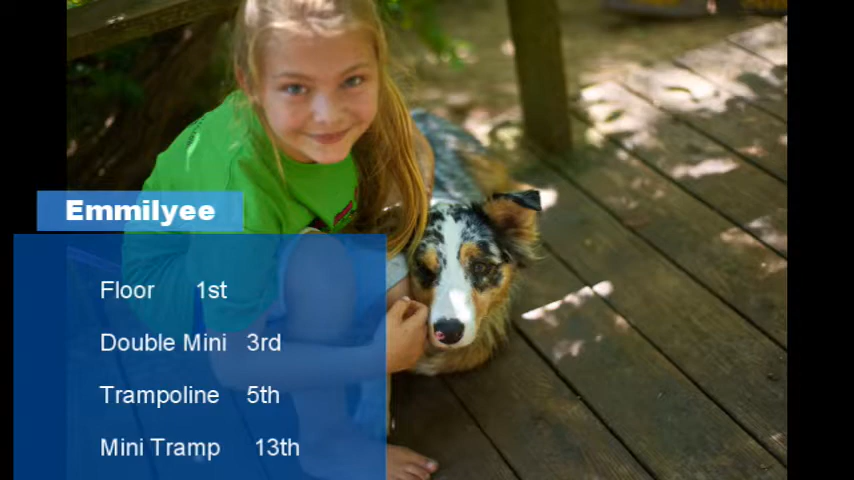 Emmilyee
Floor 1st
Double Mini 3rd
Trampoline 5th
Mini Tramp 13th